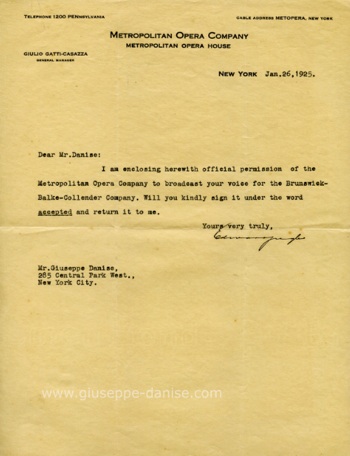 TELEPHONE 1200 PENNSYLVANIA
CABLE ADDRESS METOPERA, NEW YORK
METROPOLITAN OPERA COMPANY
METROPOLITAN OPERA HOUSE
GIULIO GATTI-CASAZZA
GENERAL MANAGER
NEW YORK Jan.26,1925.
Dear Mr.Danise:
I am enclosing herewith official permission of the
Metropolitan Opera Company to broadcast your voice for the Brunswick-
Balke-Collender Company. Will you kindly sign it under the word
accepted and return it to me.
Yours very truly,
Mr.Giuseppe Danise,
285 Central Park West.,
New York City.
www.giuseppe-danise.com